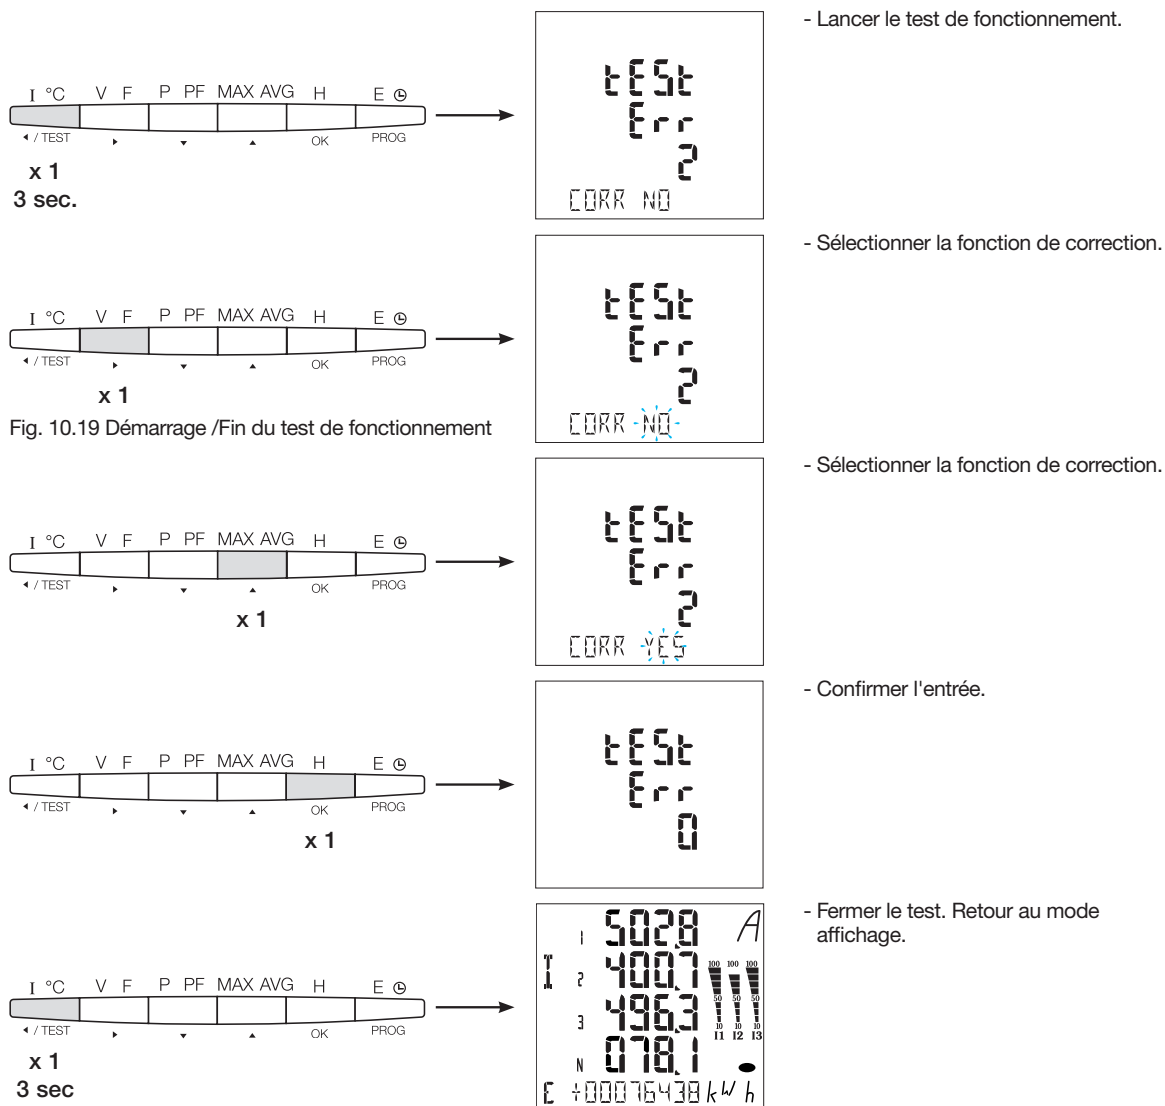 - Lancer le test de fonctionnement.
I °C V F P PF MAX AVG H E
/ TEST OK PROG
x 1
3 sec.
tESt
Err
2
CORR NO
- Sélectionner la fonction de correction.
I °C V F P PF MAX AVG H E
/ TEST OK PROG
x 1
tESt
Err
2
CORR NO
Fig. 10.19 Démarrage /Fin du test de fonctionnement
- Sélectionner la fonction de correction.
I °C V F P PF MAX AVG H E
/ TEST OK PROG
x 1
tESt
Err
2
CORR YES
- Confirmer l'entrée.
I °C V F P PF MAX AVG H E
/ TEST OK PROG
x 1
tESt
Err
0
- Fermer le test. Retour au mode
affichage.
I °C V F P PF MAX AVG H E
/ TEST OK PROG
x 1
3 sec
1 502.8 A
I 2 400.7
3 496.3
N 078.1
100 100 100
50 50 50
10 10 10
I1 I2 I3
E +00076438 kWh